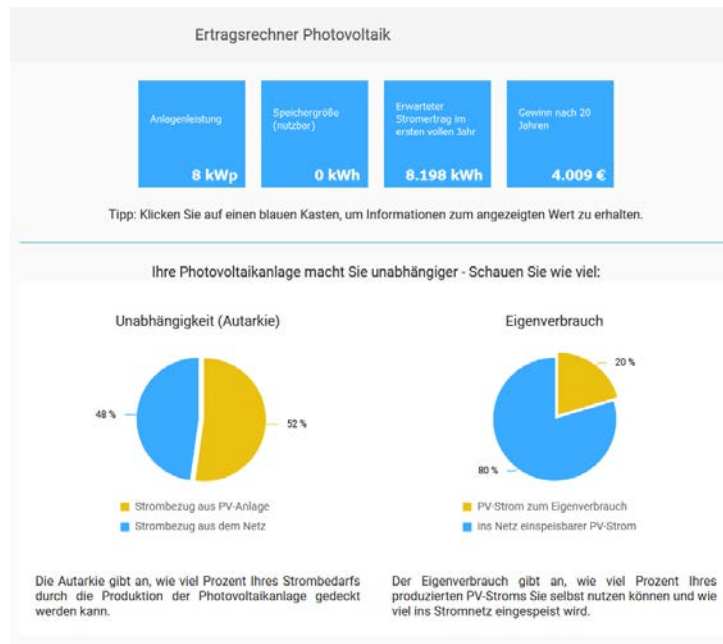 Ertragsrechner Photovoltaik
Anlagenleistung
8 kWp
Speichergröße
(nutzbar)
0 kWh
Erwarteter
Stromertrag im
ersten vollen Jahr
8.198 kWh
Gewinn nach 20
Jahren
4.009 €
Tipp: Klicken Sie auf einen blauen Kasten, um Informationen zum angezeigten Wert zu erhalten.
Ihre Photovoltaikanlage macht Sie unabhängiger - Schauen Sie wie viel:
Unabhängigkeit (Autarkie)
48 %
52 %
Strombezug aus PV-Anlage
Strombezug aus dem Netz
Die Autarkie gibt an, wie viel Prozent Ihres Strombedarfs
durch die Produktion der Photovoltaikanlage gedeckt
werden kann.
Eigenverbrauch
20 %
80 %
PV-Strom zum Eigenverbrauch
ins Netz einspeisbarer PV-Strom
Der Eigenverbrauch gibt an, wie viel Prozent Ihres
produzierten PV-Stroms Sie selbst nutzen können und wie
viel ins Stromnetz eingespeist wird.